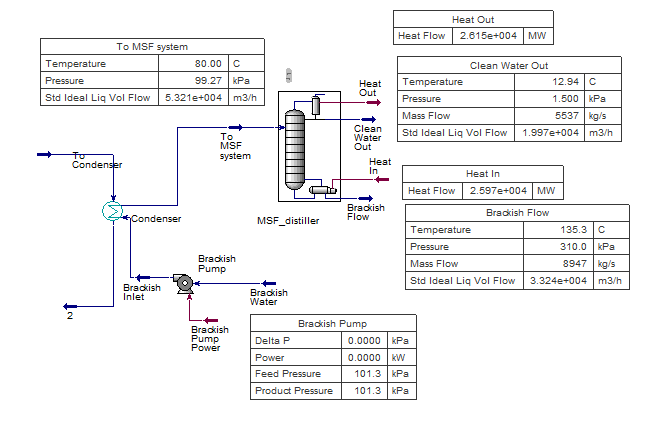 Heat Out
Heat Flow 2.615e+004 MW
To MSF system
Temperature 80.00 C
Pressure 99.27 kPa
Std Ideal Liq Vol Flow 5.321e+004 m3/h
Clean Water Out
Temperature 12.94 C
Pressure 1.500 kPa
Mass Flow 5537 kg/s
Std Ideal Liq Vol Flow 1.997e+004 m3/h
Heat
Out
Clean
Water
Out
To
MSF
system
To
Condenser
Heat
In
Heat In
Heat Flow 2.597e+004 MW
Brackish
Flow
MSF_distiller
Condenser
Brackish Flow
Temperature 135.3 C
Pressure 310.0 kPa
Mass Flow 8947 kg/s
Std Ideal Liq Vol Flow 3.324e+004 m3/h
Brackish
Pump
Brackish
Inlet
Brackish
Water
2
Brackish
Pump
Power
Brackish Pump
Delta P 0.0000 kPa
Power 0.0000 kW
Feed Pressure 101.3 kPa
Product Pressure 101.3 kPa